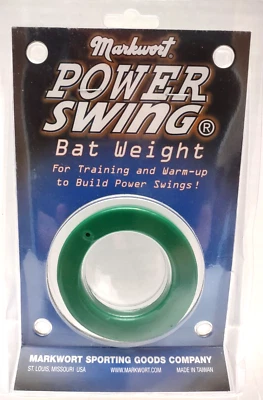 Markwort
POWER
SWING®
Bat Weight
For Training and Warm-up
to Build Power Swings!
MARKWORT SPORTING GOODS COMPANY
ST. LOUIS, MISSOURI USA WWW.MARKWORT.COM MADE IN TAIWAN